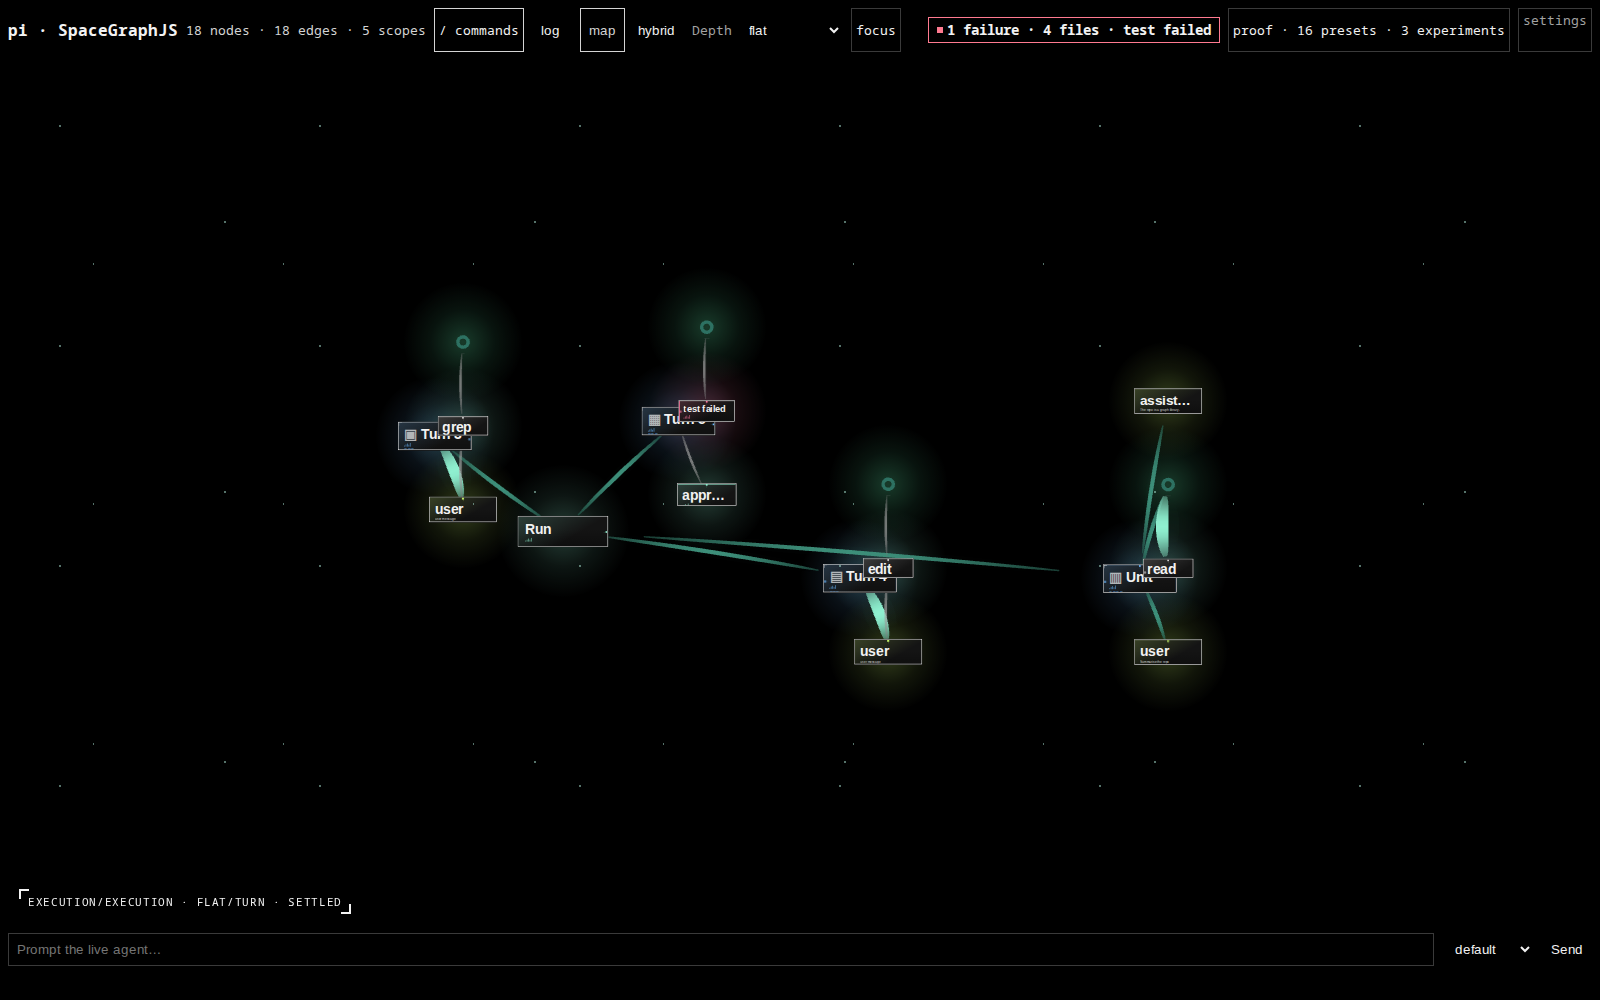 pi · SpaceGraphJS 18 nodes · 18 edges · 5 scopes / commands log map hybrid Depth flat focus 1 failure · 4 files · test failed proof · 16 presets · 3 experiments settings
assist...
test failed
grep
appr...
user
Run
edit
read
user
user
EXECUTION/EXECUTION · FLAT/TURN · SETTLED
Prompt the live agent... default Send